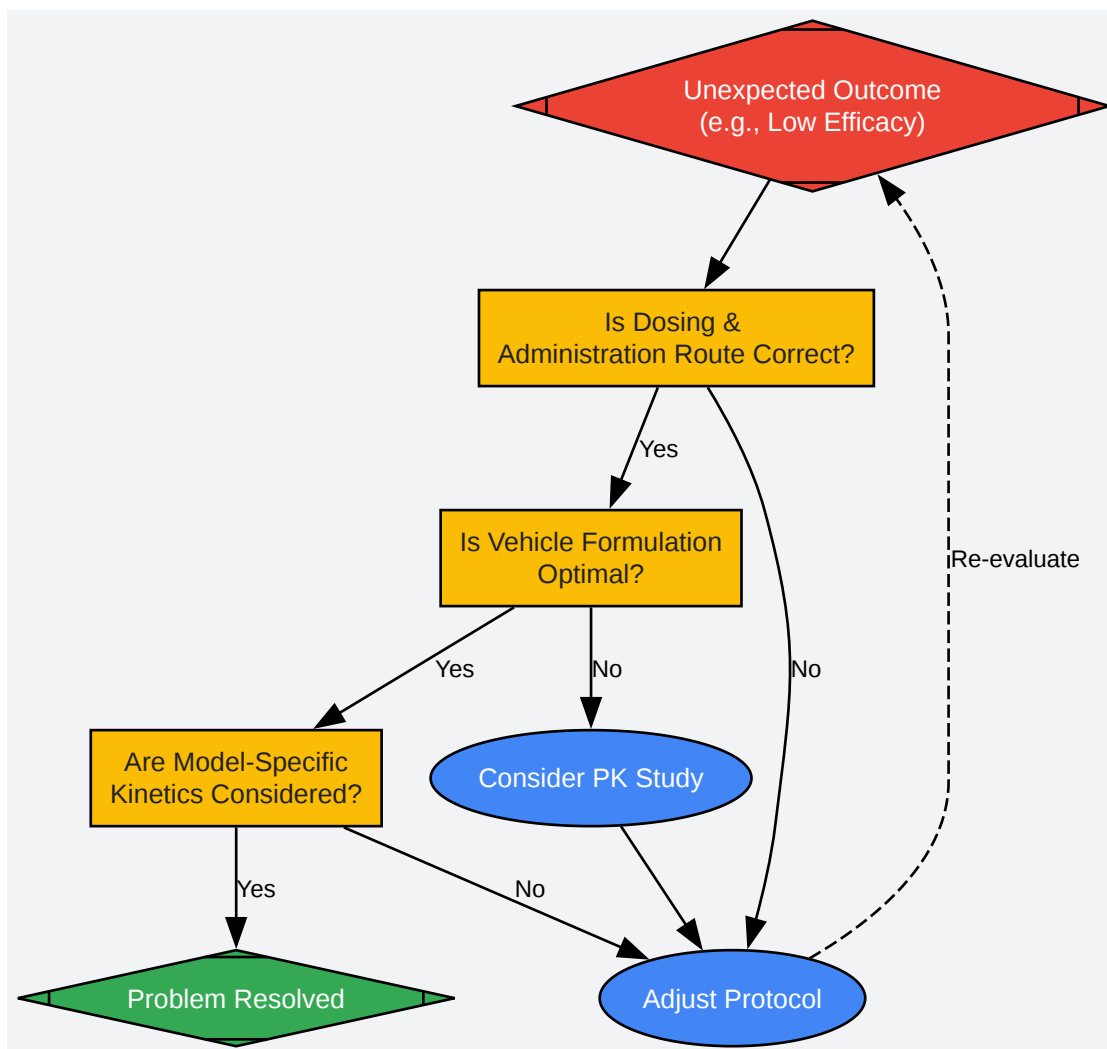 Unexpected Outcome
(e.g., Low Efficacy)
Is Dosing &
Administration Route Correct?
Yes
Is Vehicle Formulation
Optimal?
Re-evaluate
Yes
No
No
Are Model-Specific
Kinetics Considered?
Consider PK Study
Yes
No
Problem Resolved
Adjust Protocol